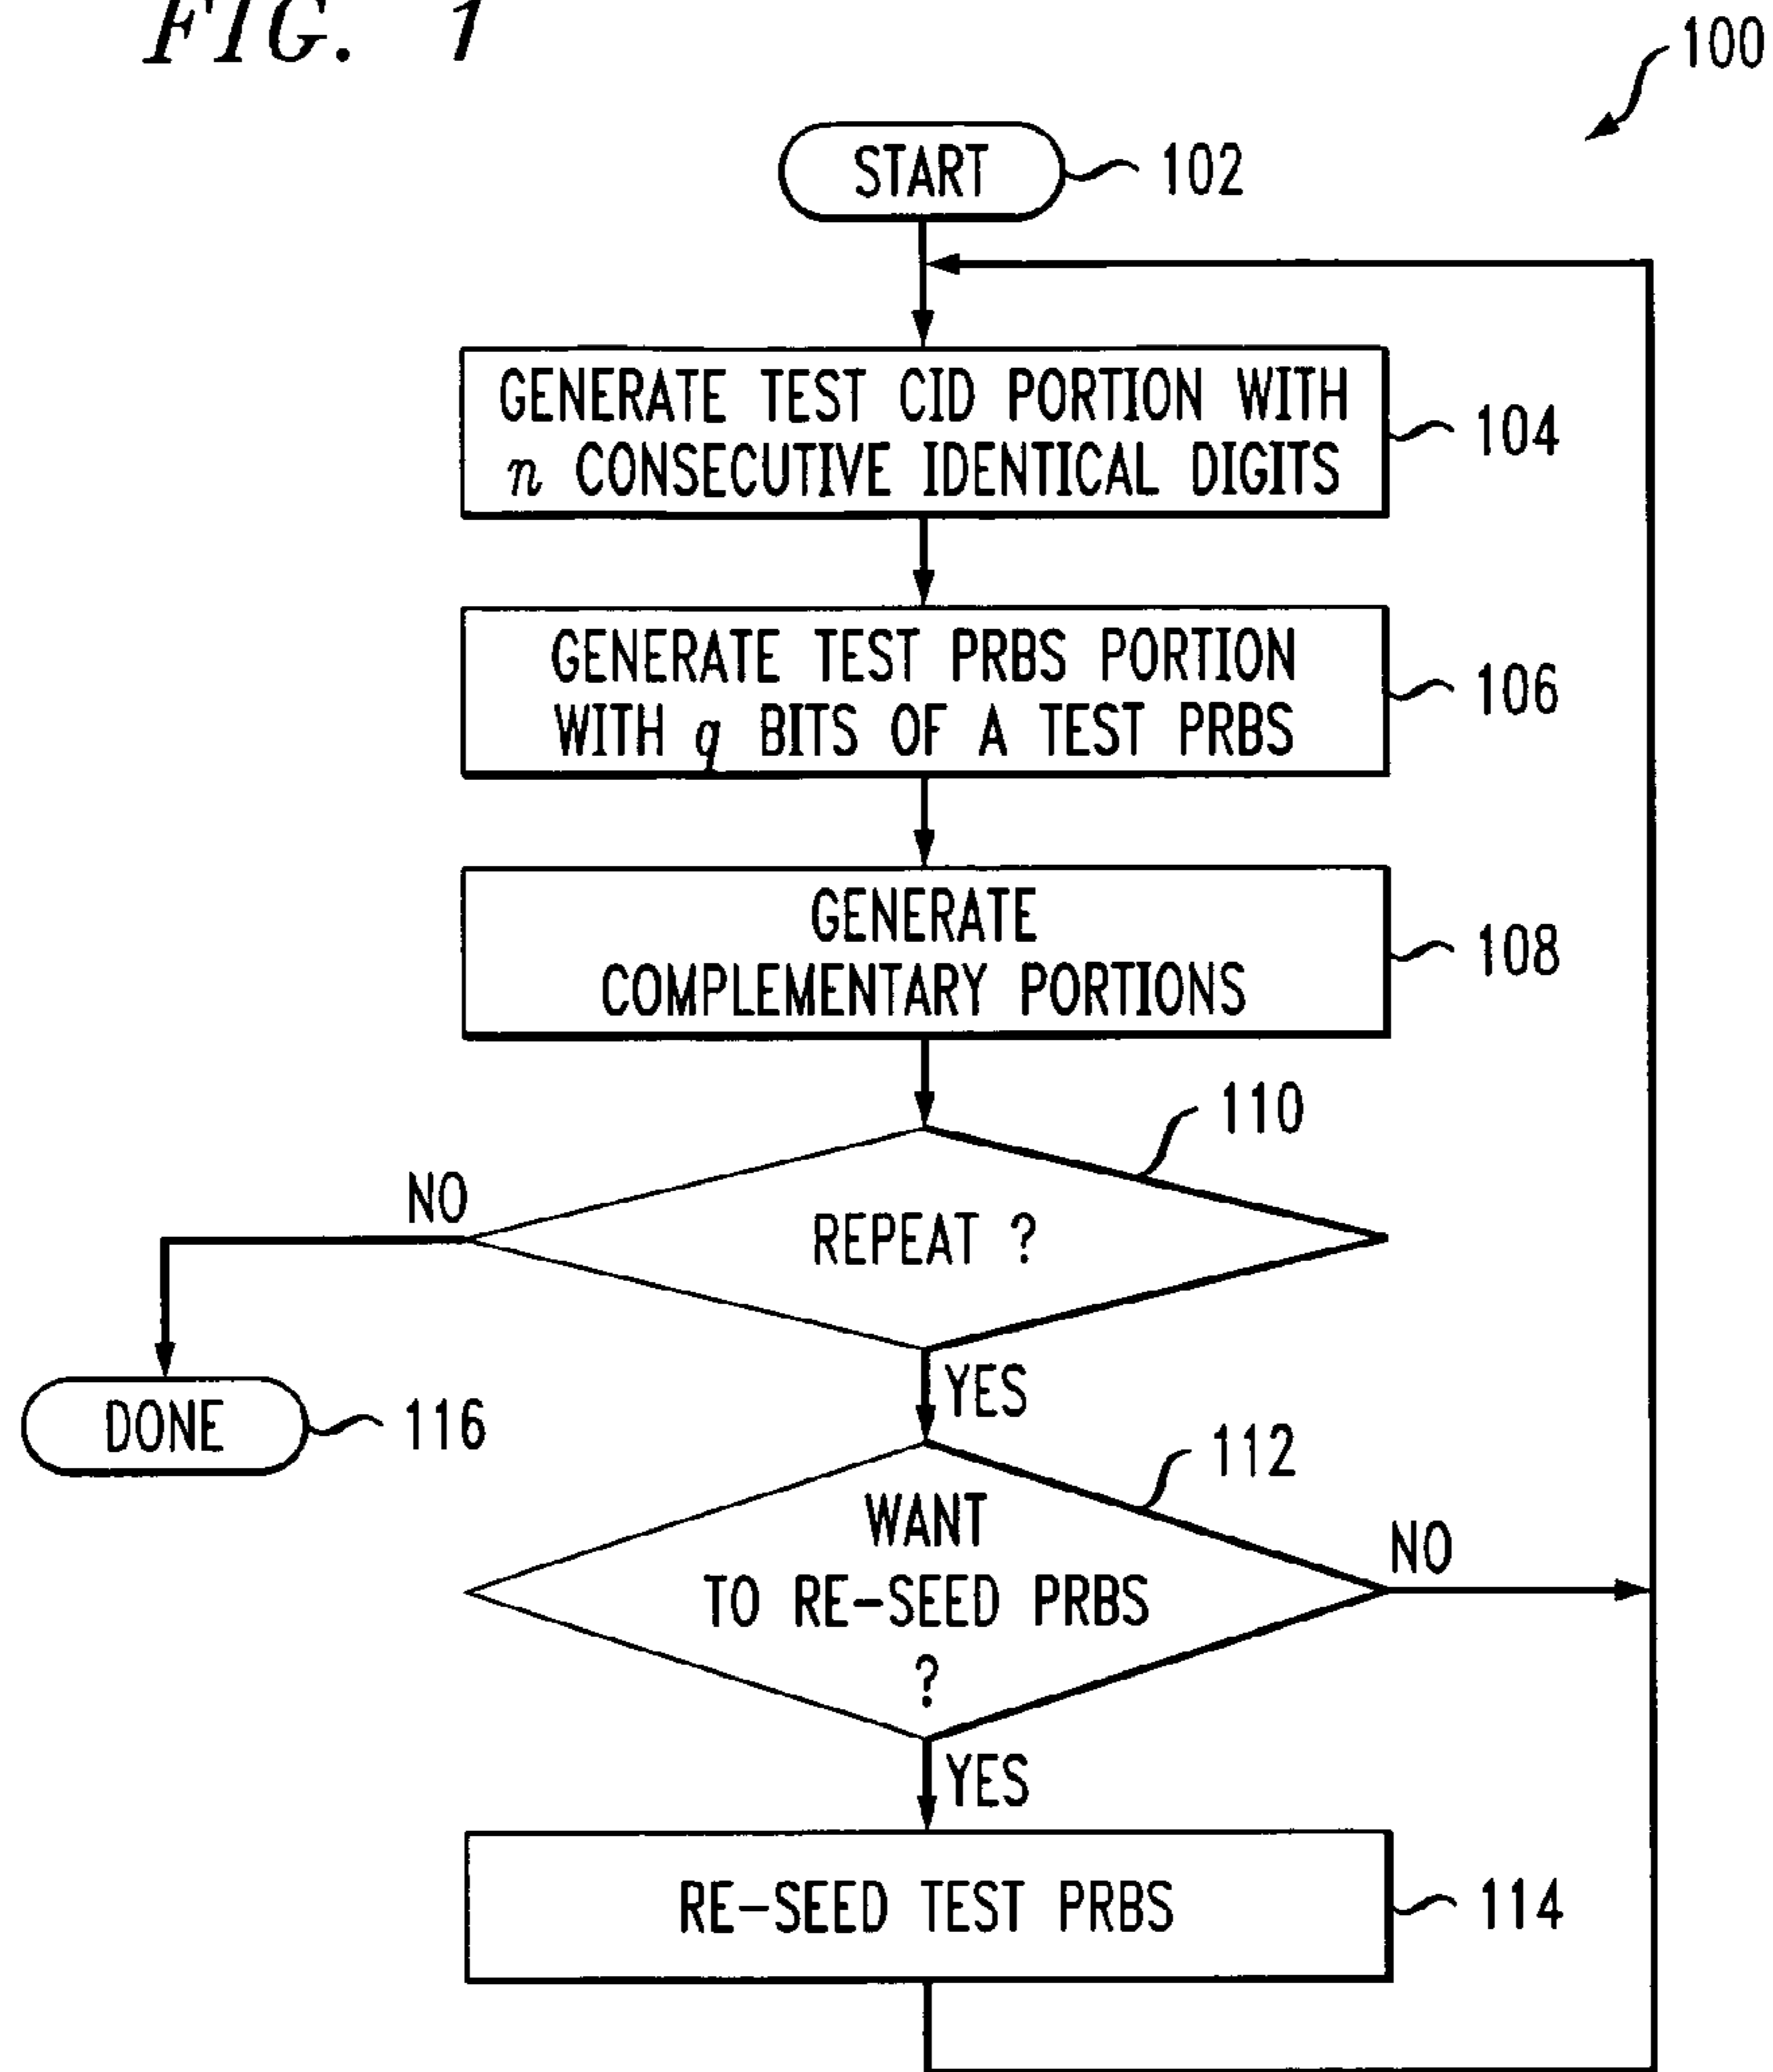 FIG. 1
100
START
102
GENERATE TEST CID PORTION WITH
n CONSECUTIVE IDENTICAL DIGITS
104
GENERATE TEST PRBS PORTION
WITH q BITS OF A TEST PRBS
106
GENERATE
COMPLEMENTARY PORTIONS
108
110
NO
REPEAT ?
YES
DONE
116
112
WANT
TO RE-SEED PRBS
?
NO
YES
RE-SEED TEST PRBS
114